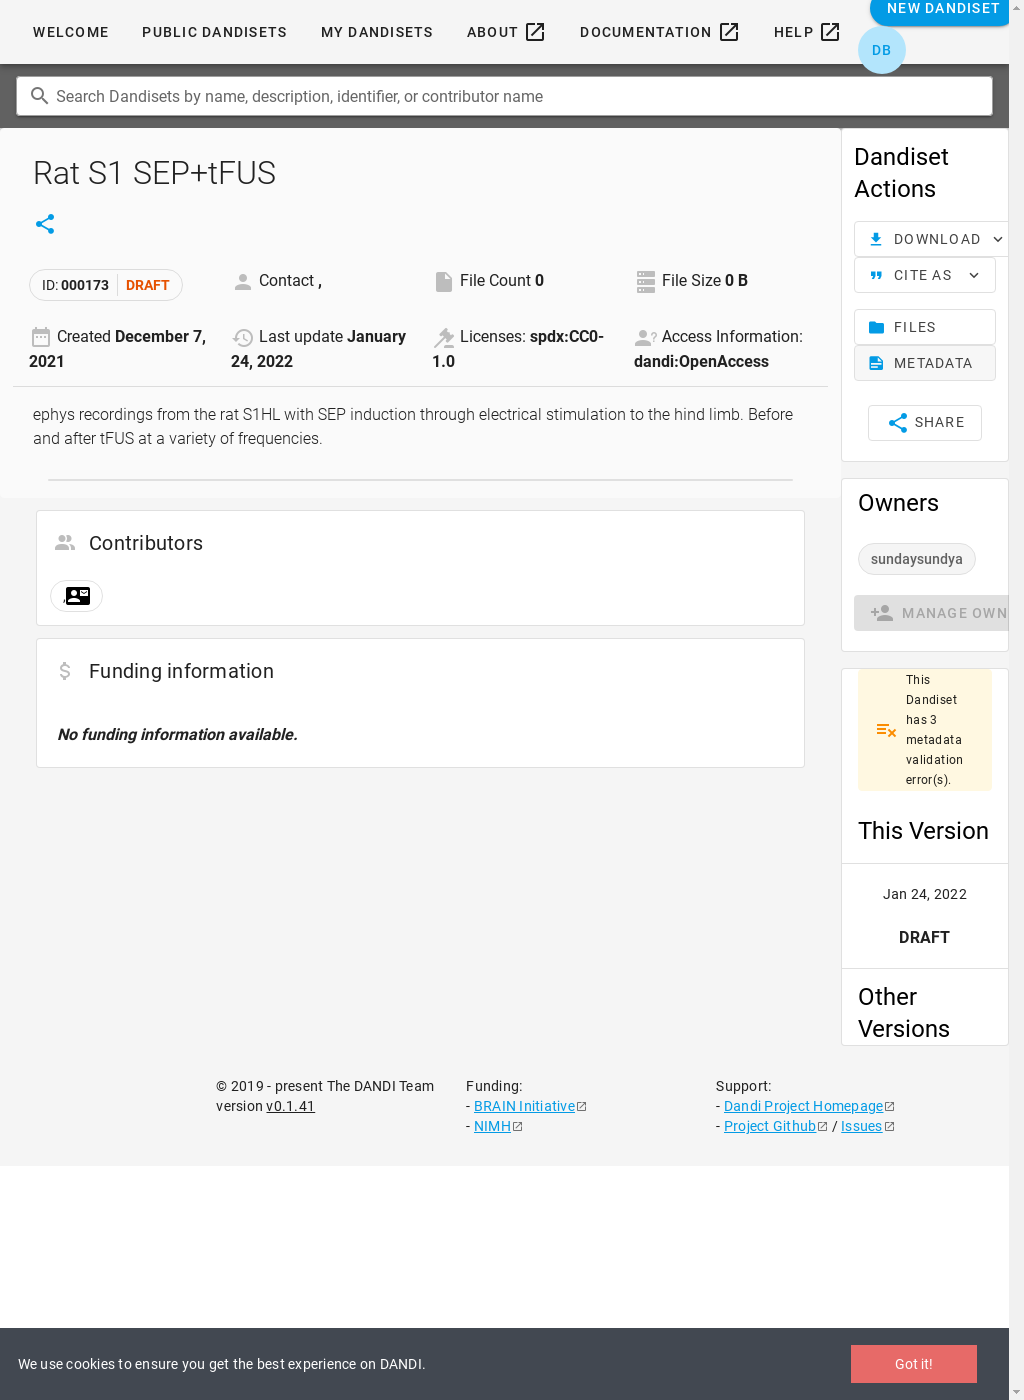 WELCOME
PUBLIC DANDISETS
MY DANDISETS
ABOUT
DOCUMENTATION
HELP
NEW DANDISET
DB
Search Dandisets by name, description, identifier, or contributor name
Rat S1 SEP+tFUS
ID: 000173 DRAFT
Contact ,
File Count 0
File Size 0 B
Created December 7,
2021
Last update January
24, 2022
Licenses: spdx:CC0-
1.0
Access Information:
dandi:OpenAccess
ephys recordings from the rat S1HL with SEP induction through electrical stimulation to the hind limb. Before
and after tFUS at a variety of frequencies.
Contributors
,
Funding information
No funding information available.
Dandiset
Actions
DOWNLOAD
CITE AS
FILES
METADATA
SHARE
Owners
sundaysundya
MANAGE OWN
This
Dandiset
has 3
metadata
validation
error(s).
This Version
Jan 24, 2022
DRAFT
Other
Versions
© 2019 - present The DANDI Team
version v0.1.41
Funding:
- BRAIN Initiative
- NIMH
Support:
- Dandi Project Homepage
- Project Github / Issues
We use cookies to ensure you get the best experience on DANDI.
Got it!